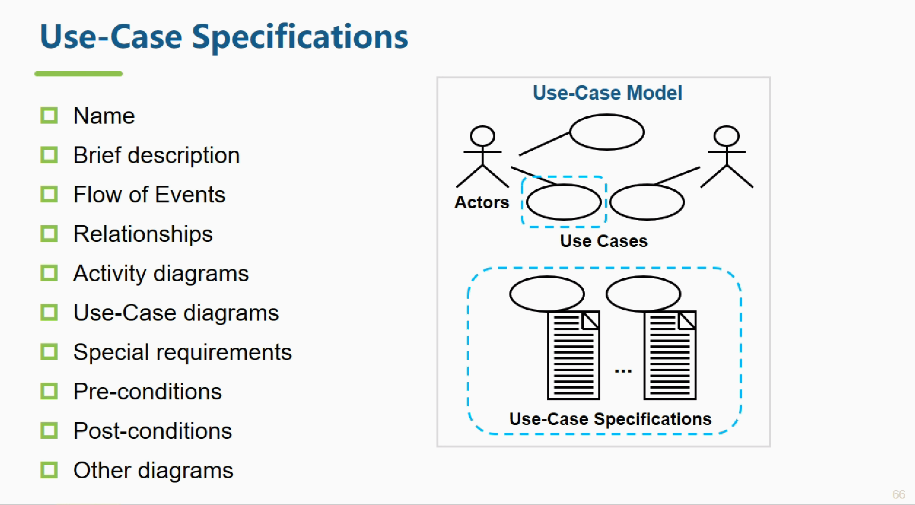 Use-Case Specifications
Name
Brief description
Flow of Events
Relationships
Activity diagrams
Use-Case diagrams
Special requirements
Pre-conditions
Post-conditions
Other diagrams
Use-Case Model
Actors
Use Cases
...
Use-Case Specifications
66